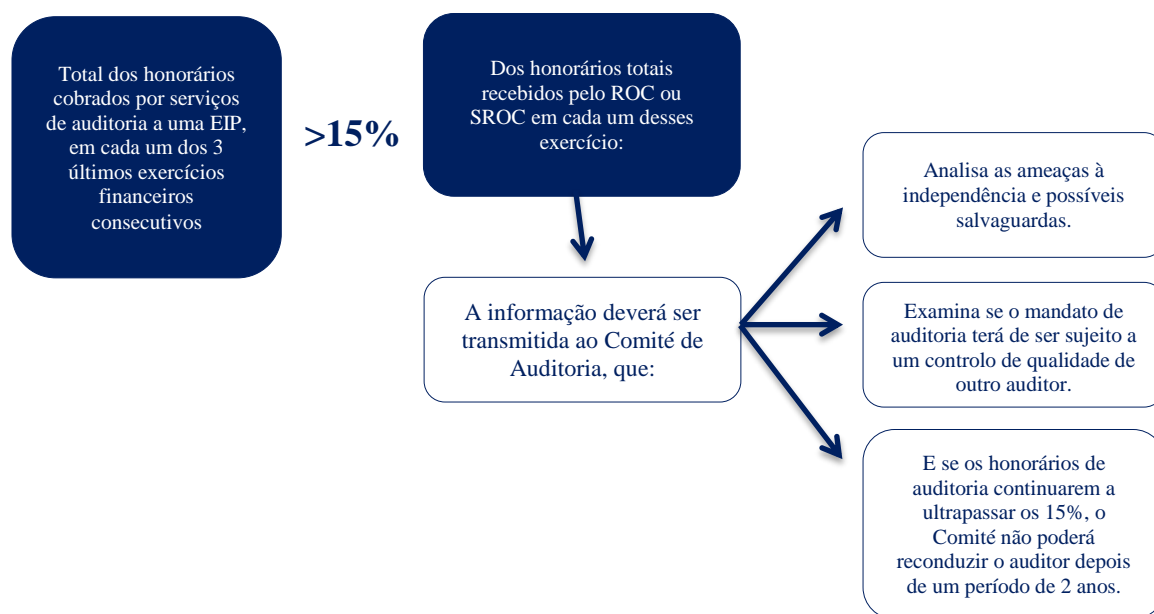 Total dos honorários
cobrados por serviços
de auditoria a uma EIP,
em cada um dos 3
últimos exercícios
financeiros
consecutivos
>15%
Dos honorários totais
recebidos pelo ROC ou
SROC em cada um desses
exercício:
A informação deverá ser
transmitida ao Comité de
Auditoria, que:
Analisa as ameaças à
independência e possíveis
salvaguardas.
Examina se o mandato de
auditoria terá de ser sujeito a
um controlo de qualidade de
outro auditor.
E se os honorários de
auditoria continuarem a
ultrapassar os 15%, o
Comité não poderá
reconduzir o auditor depois
de um período de 2 anos.